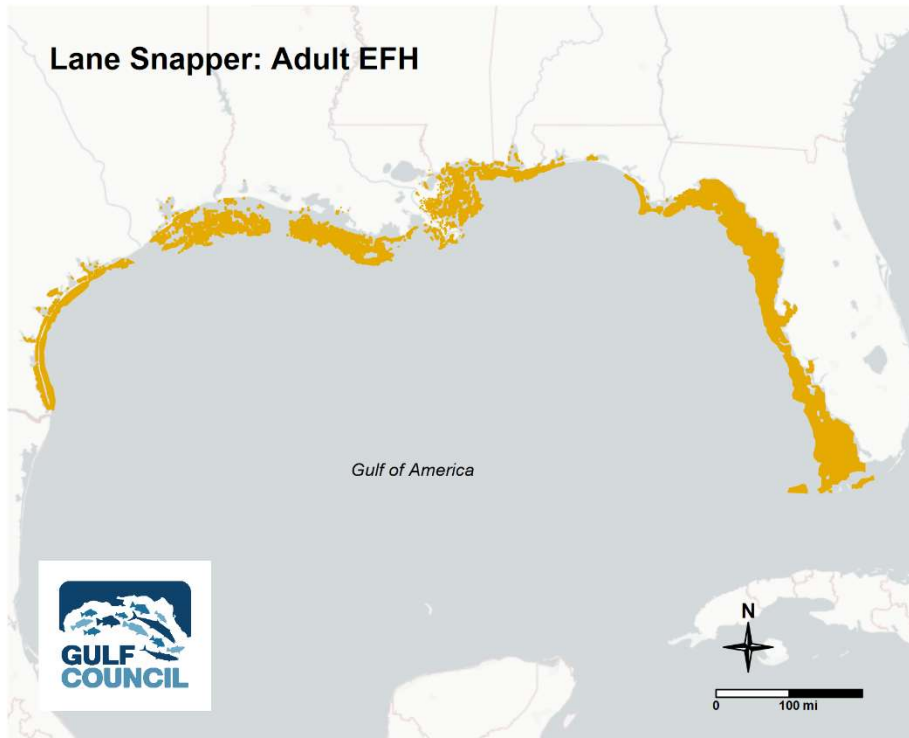 Lane Snapper: Adult EFH
Gulf of America
GULF
COUNCIL
N
0 100 mi